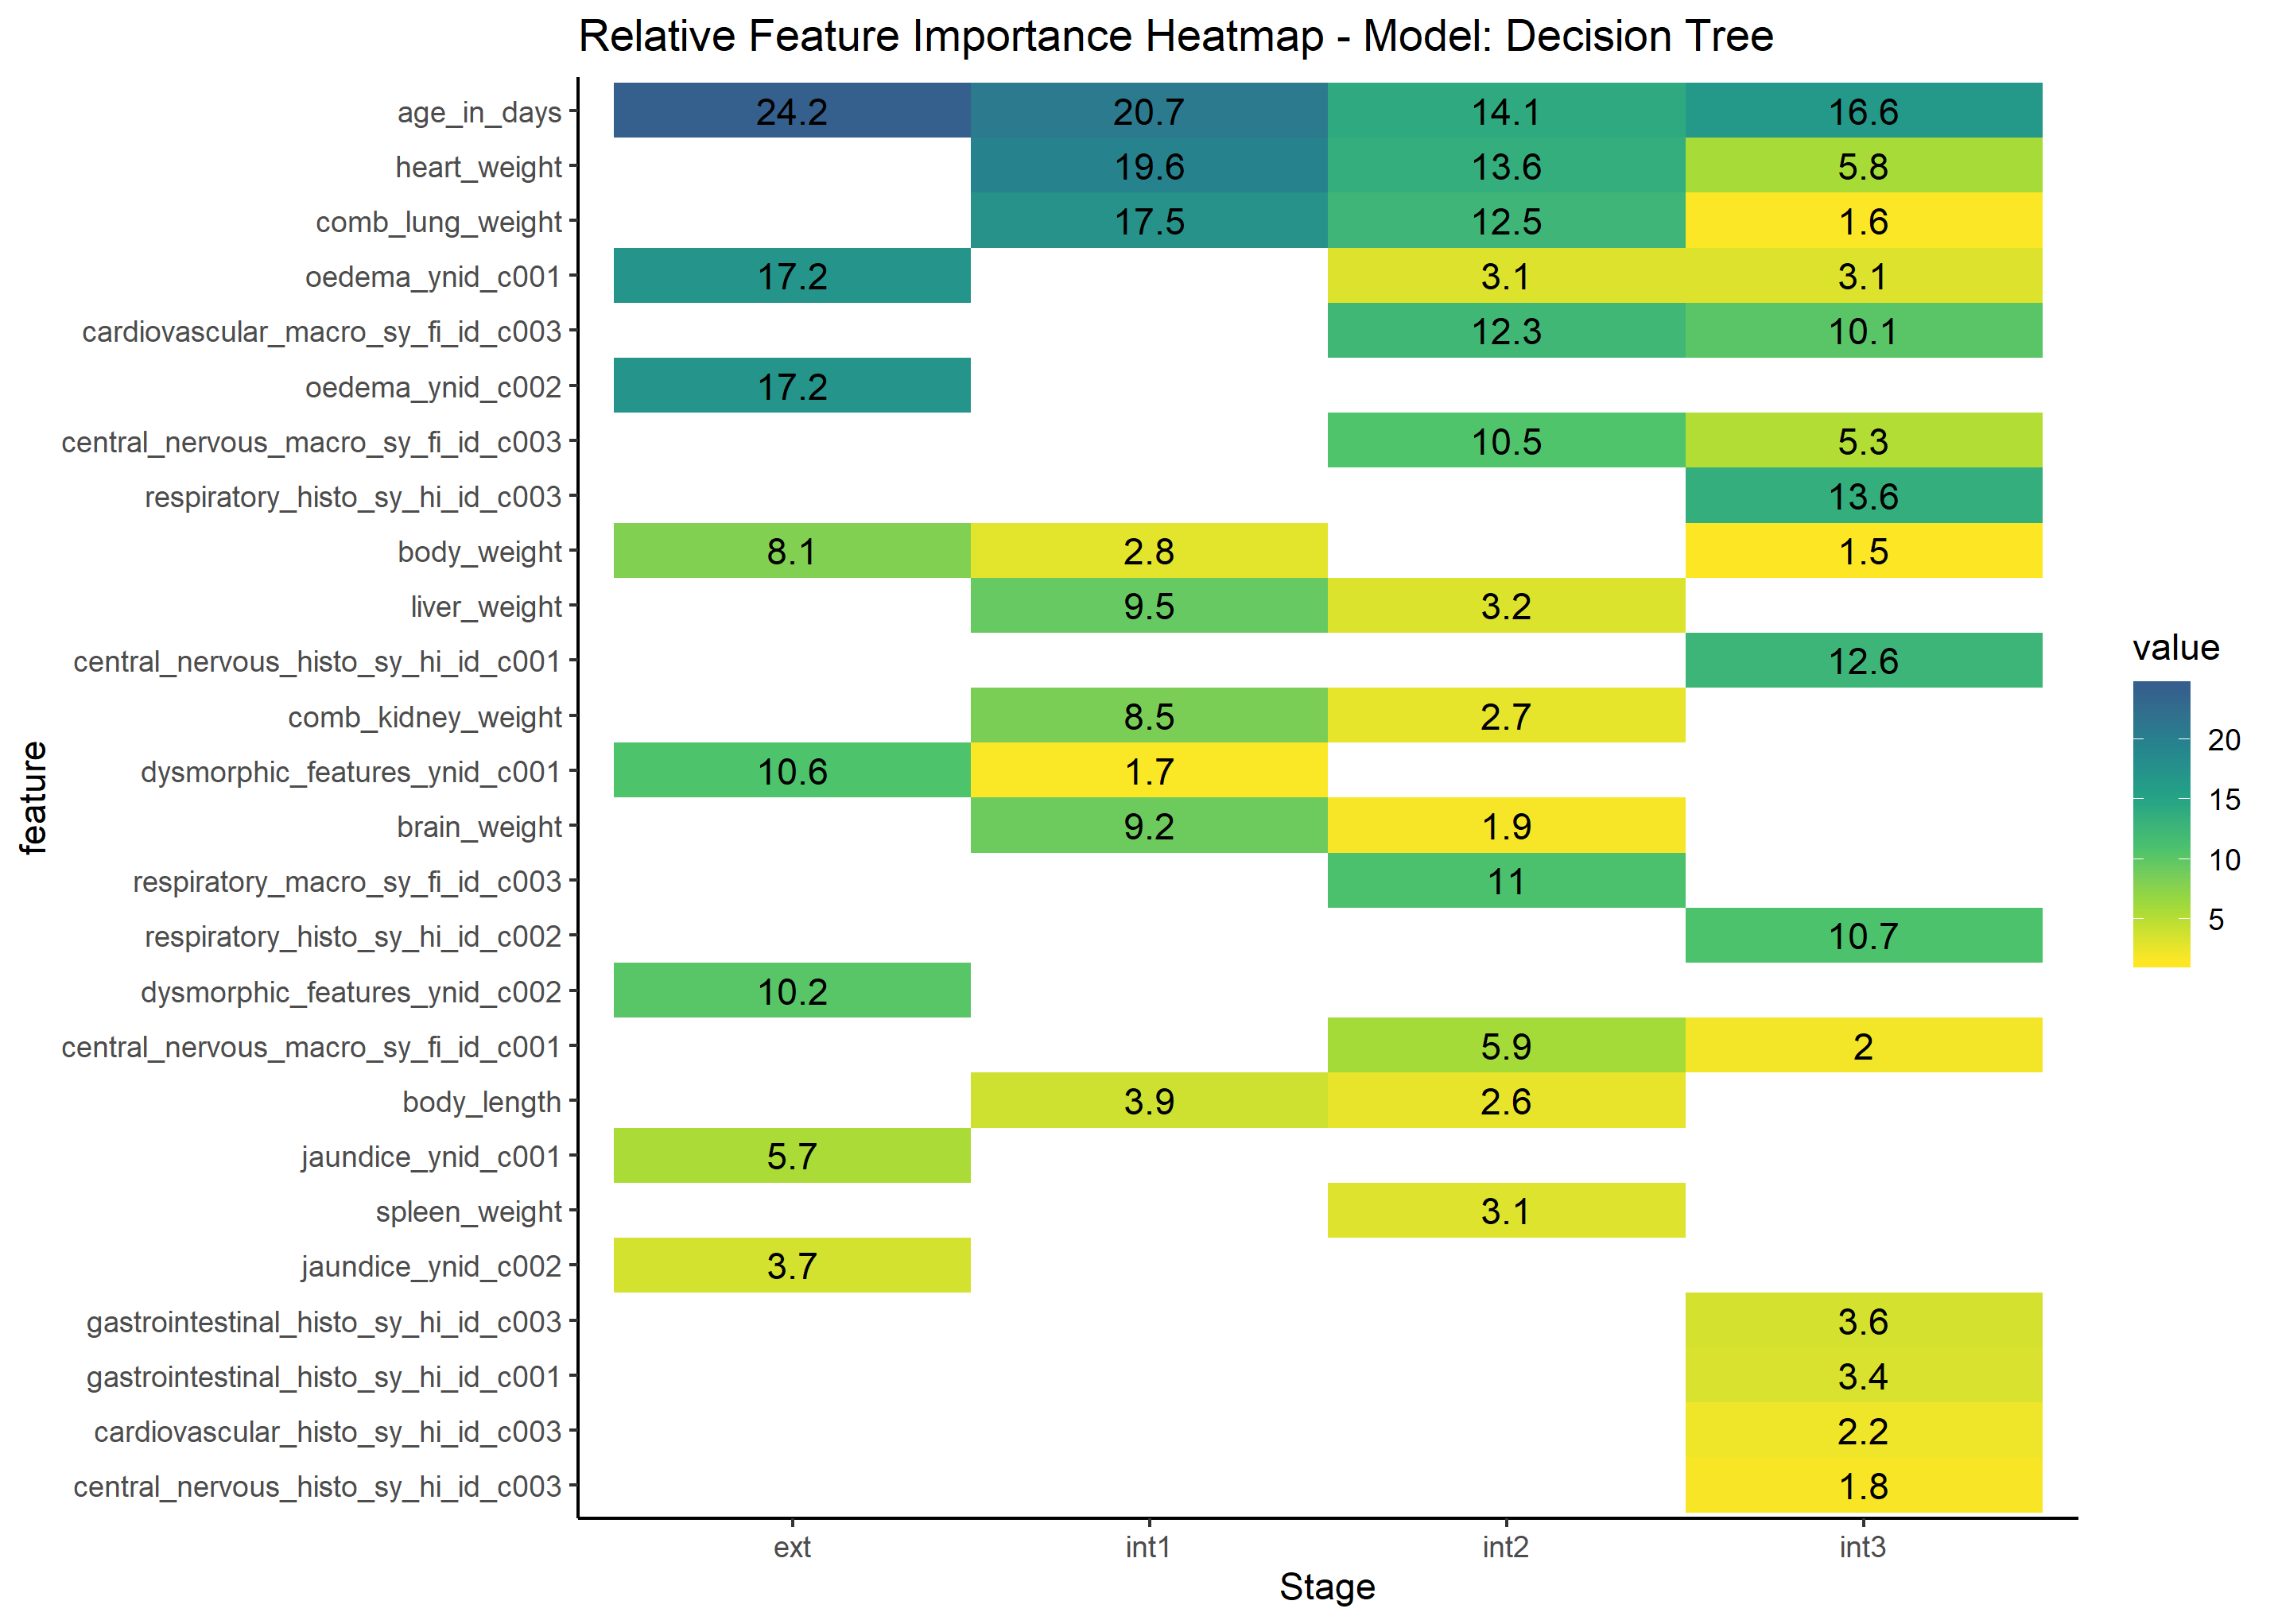 Relative Feature Importance Heatmap - Model: Decision Tree
age_in_days 24.2 20.7 14.1 16.6
heart_weight 19.6 13.6 5.8
comb_lung_weight 17.5 12.5 1.6
oedema_ynid_c001 17.2 3.1 3.1
cardiovascular_macro_sy_fi_id_c003 12.3 10.1
oedema_ynid_c002 17.2
central_nervous_macro_sy_fi_id_c003 10.5 5.3
respiratory_histo_sy_hi_id_c003 13.6
body_weight 8.1 2.8 1.5
liver_weight 9.5 3.2
central_nervous_histo_sy_hi_id_c001 12.6
comb_kidney_weight 8.5 2.7
dysmorphic_features_ynid_c001 10.6 1.7
brain_weight 9.2 1.9
respiratory_macro_sy_fi_id_c003 11
respiratory_histo_sy_hi_id_c002 10.7
dysmorphic_features_ynid_c002 10.2
central_nervous_macro_sy_fi_id_c001 5.9 2
body_length 3.9 2.6
jaundice_ynid_c001 5.7
spleen_weight 3.1
jaundice_ynid_c002 3.7
gastrointestinal_histo_sy_hi_id_c003 3.6
gastrointestinal_histo_sy_hi_id_c001 3.4
cardiovascular_histo_sy_hi_id_c003 2.2
central_nervous_histo_sy_hi_id_c003 1.8
feature
ext int1 int2 int3
Stage
value
20
15
10
5